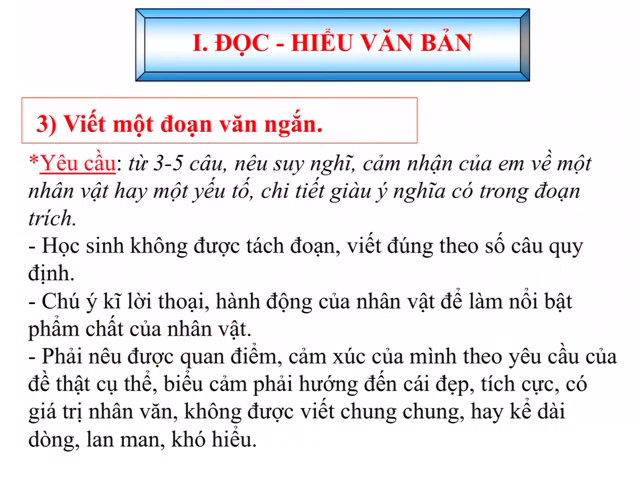 I. ĐỌC - HIỂU VĂN BẢN
3) Viết một đoạn văn ngắn.
*Yêu cầu: từ 3-5 câu, nêu suy nghĩ, cảm nhận của em về một
nhân vật hay một yếu tố, chi tiết giàu ý nghĩa có trong đoạn
trích.
- Học sinh không được tách đoạn, viết đúng theo số câu quy
định.
- Chú ý kĩ lời thoại, hành động của nhân vật để làm nổi bật
phẩm chất của nhân vật.
- Phải nêu được quan điểm, cảm xúc của mình theo yêu cầu của
đề thật cụ thể, biểu cảm phải hướng đến cái đẹp, tích cực, có
giá trị nhân văn, không được viết chung chung, hay kể dài
dòng, lan man, khó hiểu.